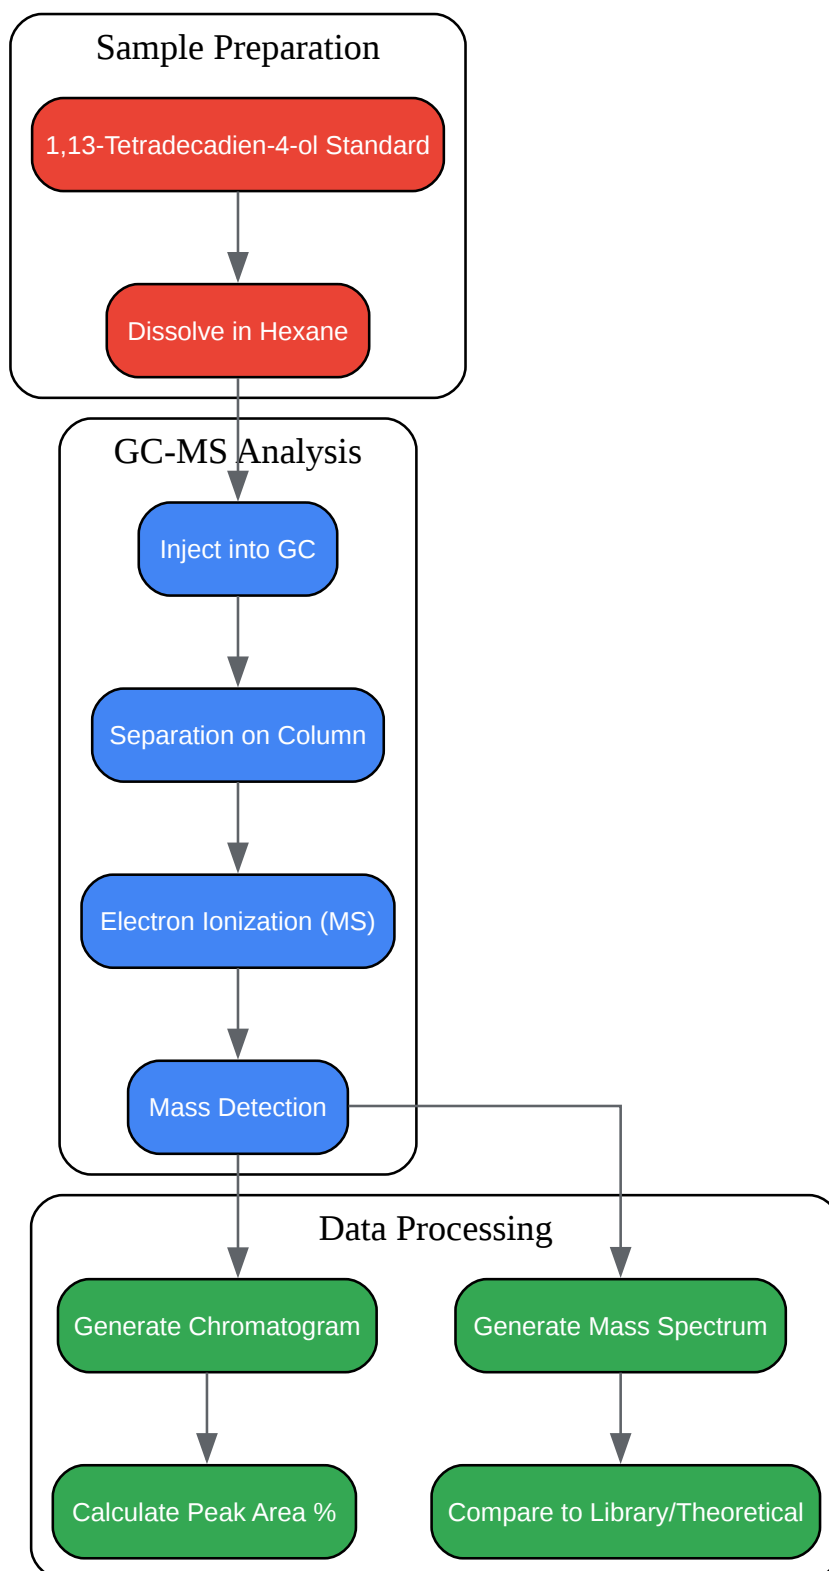 Sample Preparation
1,13-Tetradecadien-4-ol Standard
Dissolve in Hexane
GC-MS Analysis
Inject into GC
Separation on Column
Electron Ionization (MS)
Mass Detection
Data Processing
Generate Chromatogram
Generate Mass Spectrum
Calculate Peak Area %
Compare to Library/Theoretical